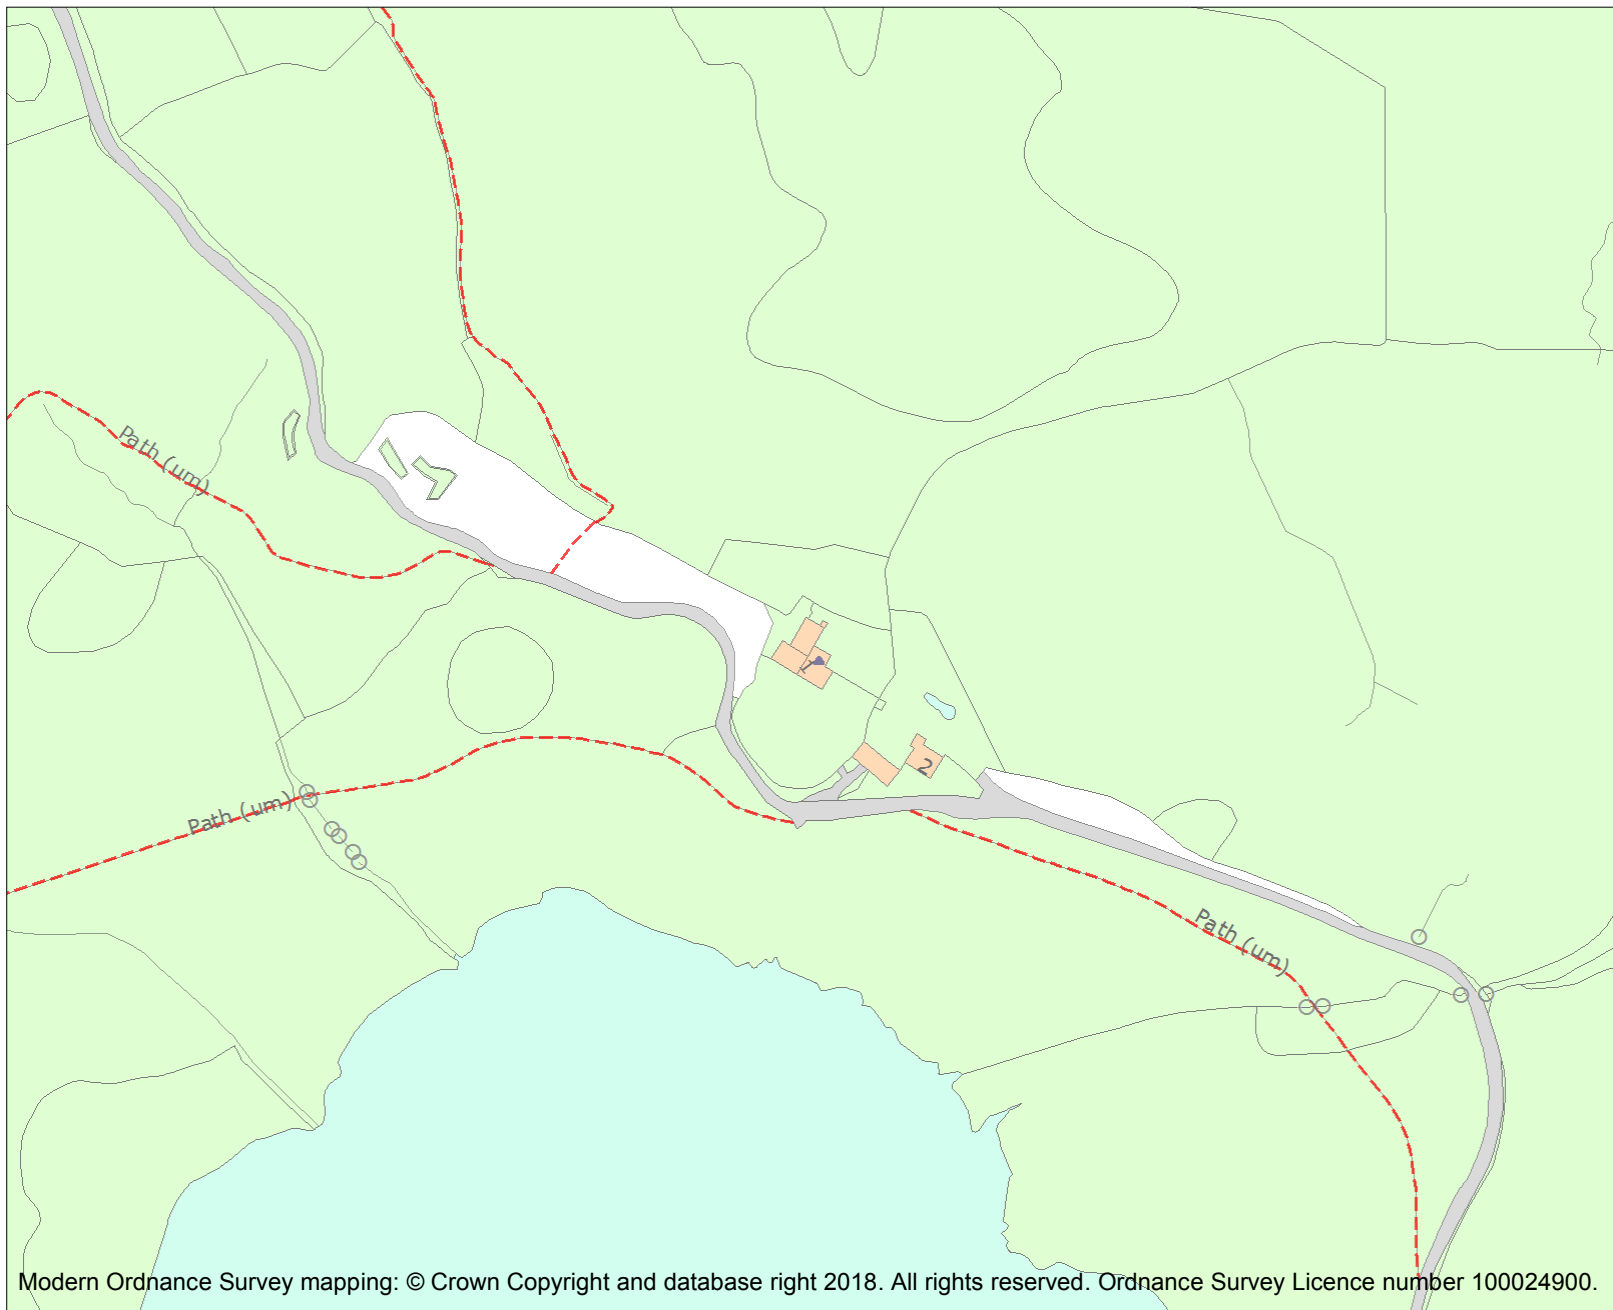 Path (um)
1
2
Path (um)
Path (um)
Modern Ordnance Survey mapping: © Crown Copyright and database right 2018. All rights reserved. Ordnance Survey Licence number 100024900.